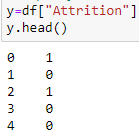 y=df["Attrition"]
y.head()
0 1
1 0
2 1
3 0
4 0